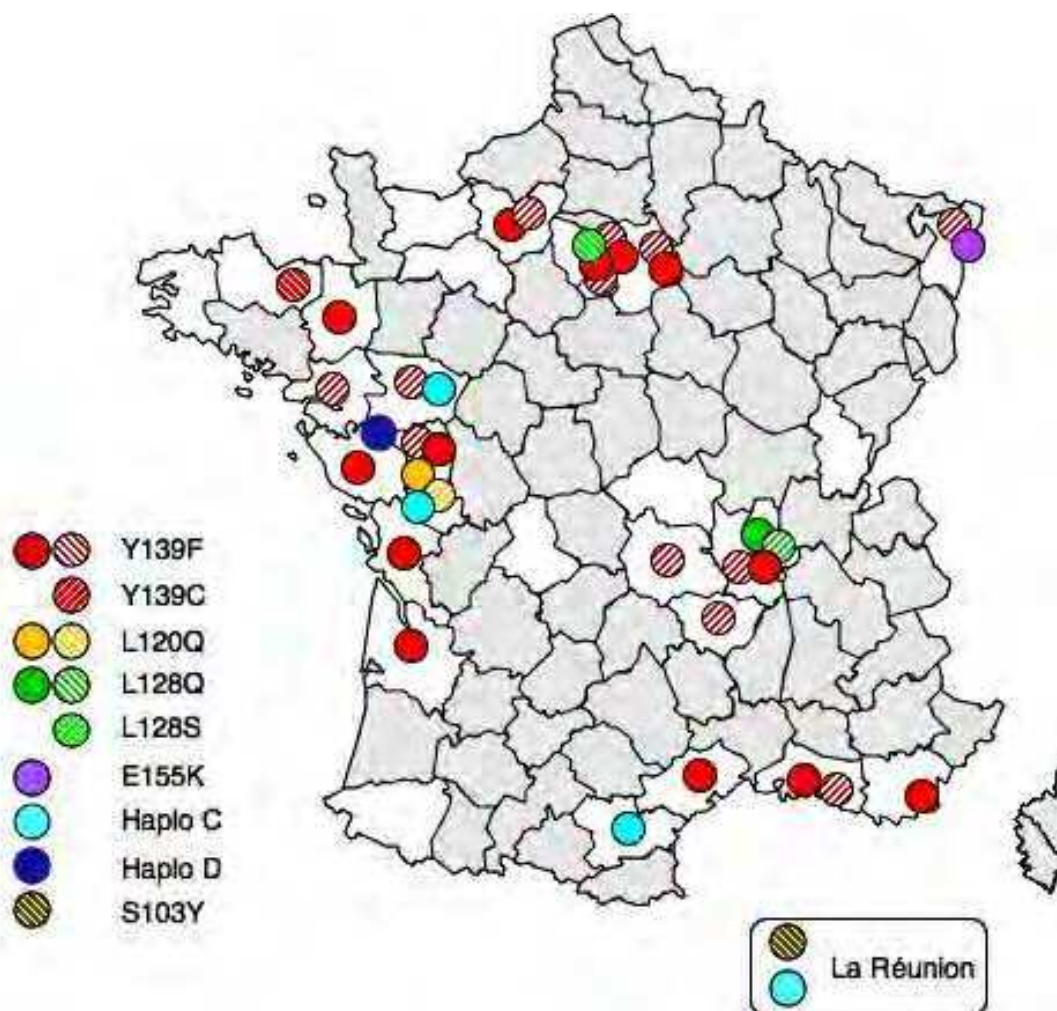 Y139F
Y139C
L120Q
L128Q
L128S
E155K
Haplo C
Haplo D
S103Y
La Réunion